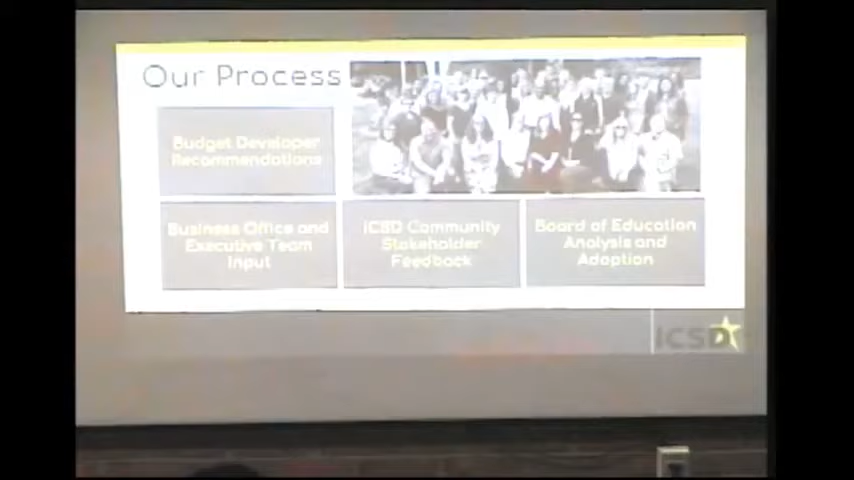 Our Process
Budget Developer
Recommendations
Business Office and
Executive Team
Input
ICSD Community
Stakeholder
Feedback
Board of Education
Analysis and
Adoption
ICSD